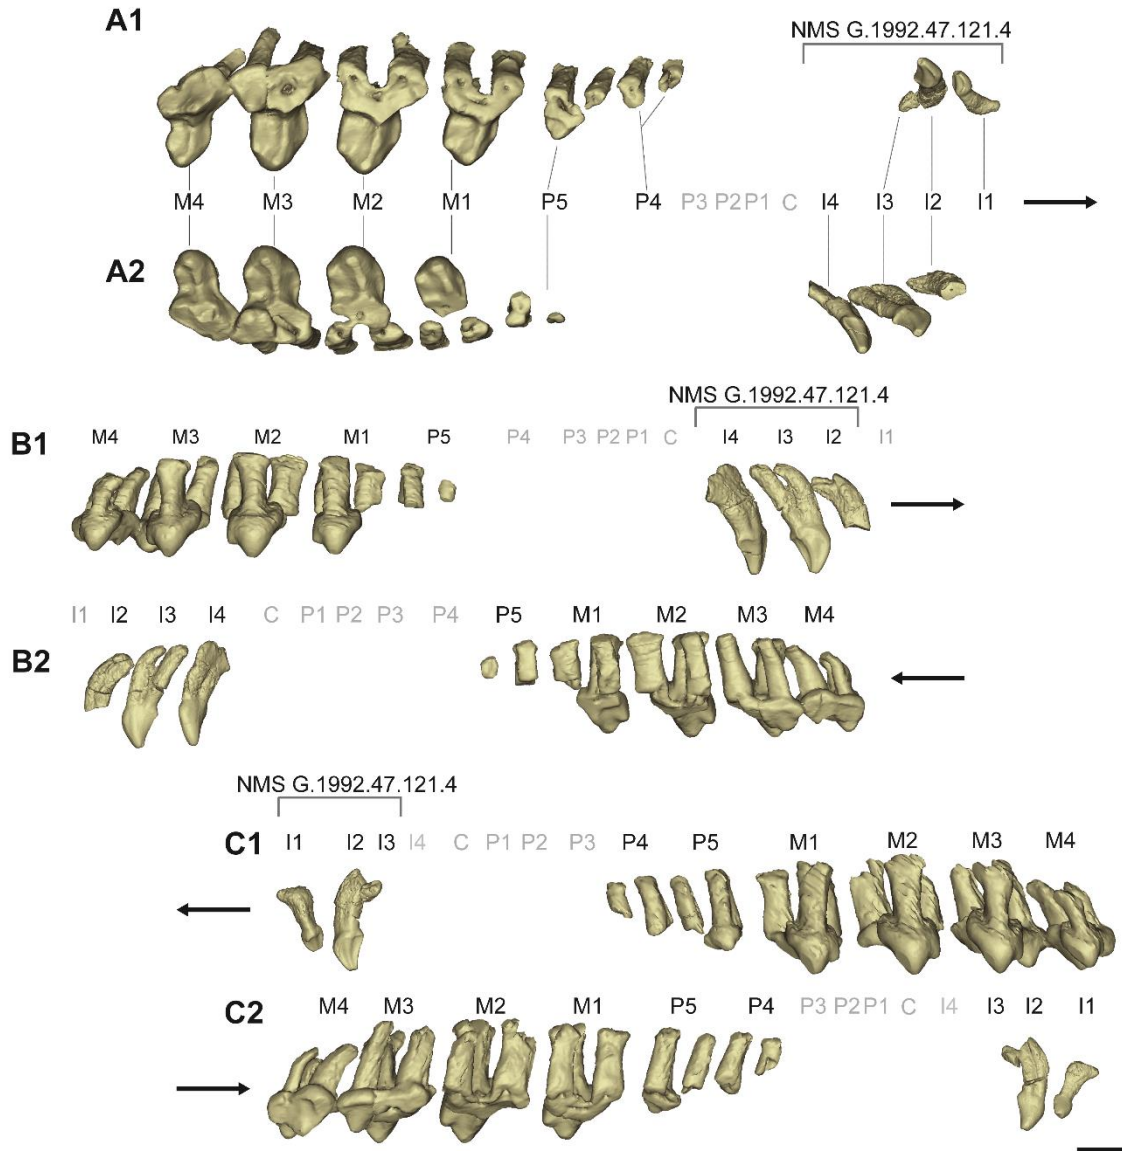 A1
NMS G.1992.47.121.4
M4 M3 M2 M1 P5 P4 P3 P2 P1 C I4 I3 I2 I1
A2
NMS G.1992.47.121.4
B1
M4 M3 M2 M1 P5 P4 P3 P2 P1 C I4 I3 I2 I1
I1 I2 I3 I4 C P1 P2 P3 P4 P5 M1 M2 M3 M4
B2
NMS G.1992.47.121.4
C1
I1 I2 I3 I4 C P1 P2 P3 P4 P5 M1 M2 M3 M4
C2
M4 M3 M2 M1 P5 P4 P3 P2 P1 C I4 I3 I2 I1